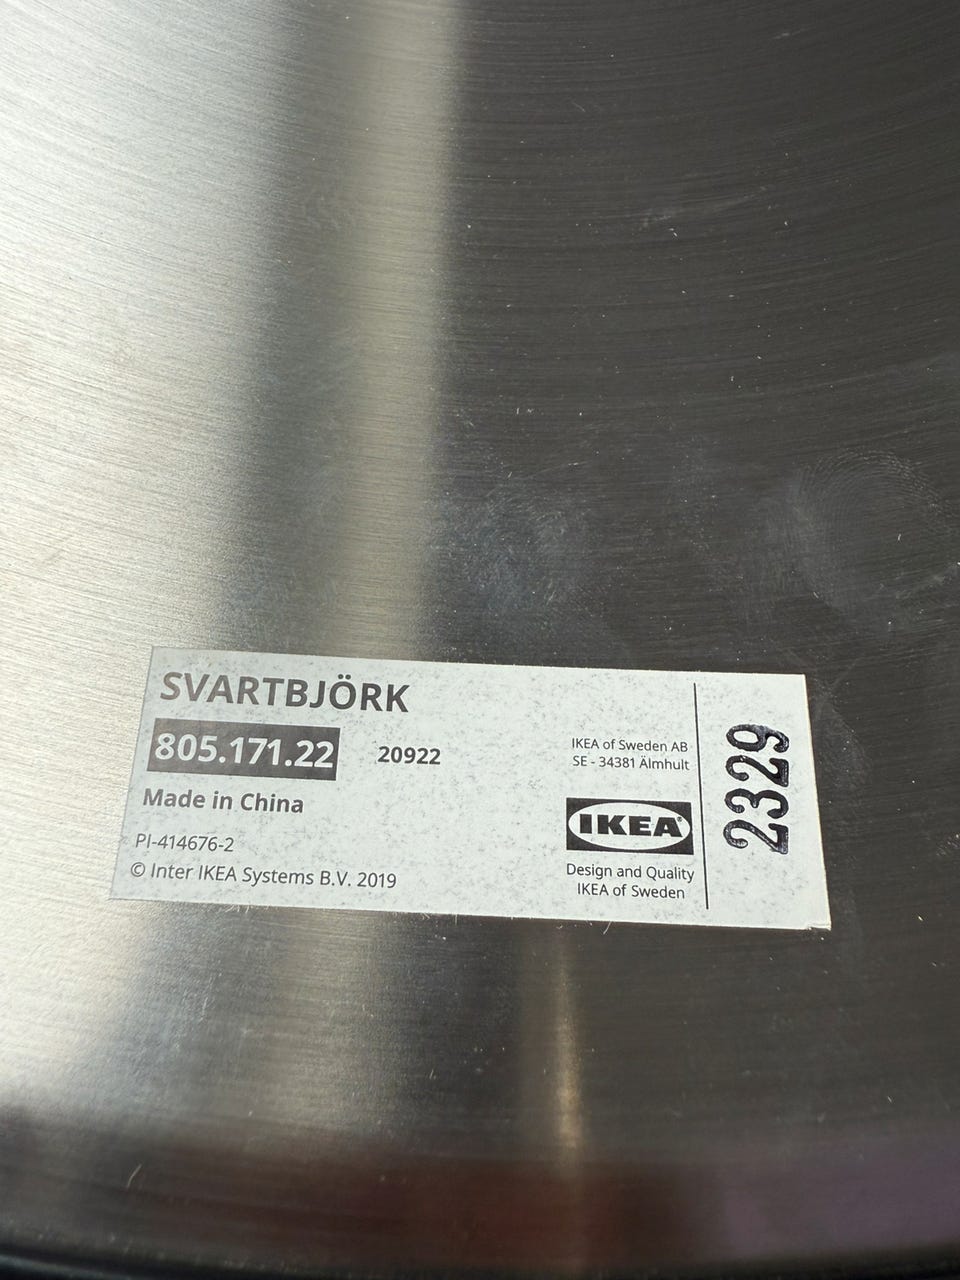 SVARTBJÖRK
805.171.22 20922
Made in China
PI-414676-2
© Inter IKEA Systems B.V. 2019
IKEA of Sweden AB
SE - 34381 Älmhult
IKEA®
Design and Quality
IKEA of Sweden
2329